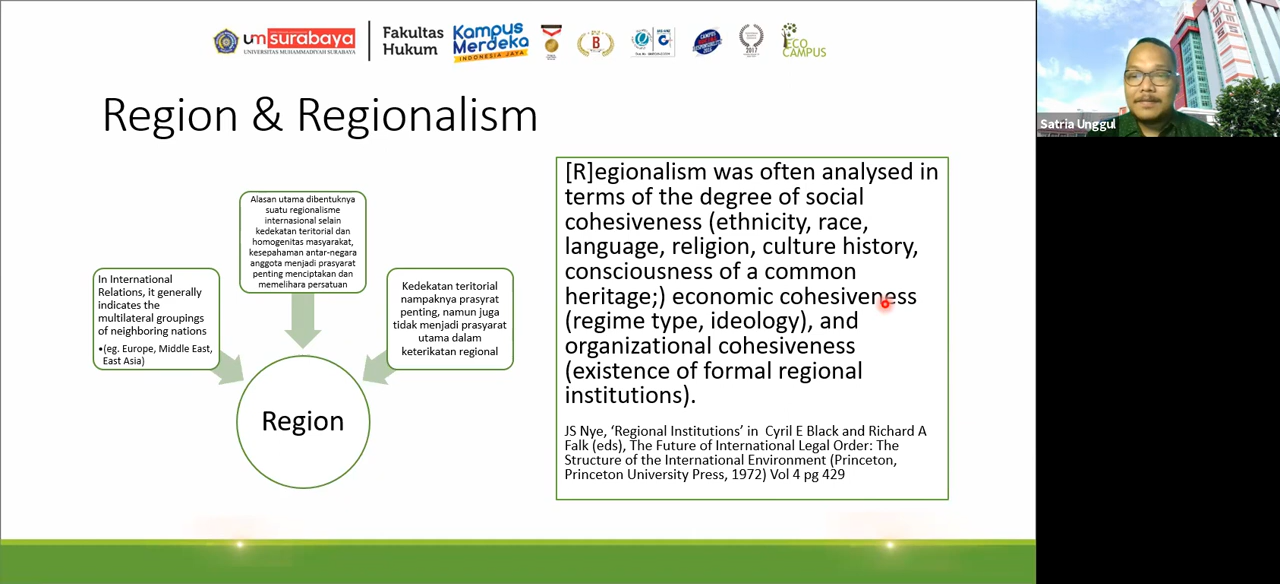 um surabaya
UNIVERSITAS MUHAMMADIYAH SURABAYA
Fakultas
Hukum
Kampus
Merdeka
INDONESIA JAYA
B
2017
ECO
CAMPUS
Satria Unggul
Region & Regionalism
Alasan utama dibentuknya
suatu regionalisme
internasional selain
kedekatan teritorial dan
homogenitas masyarakat,
kesepahaman antar-negara
anggota menjadi prasyarat
penting menciptakan dan
memelihara persatuan
In International
Relations, it generally
indicates the
multilateral groupings
of neighboring nations
•(eg. Europe, Middle East,
East Asia)
Kedekatan teritorial
nampaknya prasyrat
penting, namun juga
tidak menjadi prasyarat
utama dalam
keterikatan regional
Region
[R]egionalism was often analysed in
terms of the degree of social
cohesiveness (ethnicity, race,
language, religion, culture history,
consciousness of a common
heritage;) economic cohesiveness
(regime type, ideology), and
organizational cohesiveness
(existence of formal regional
institutions).
JS Nye, ‘Regional Institutions’ in  Cyril E Black and Richard A
Falk (eds), The Future of International Legal Order: The
Structure of the International Environment (Princeton,
Princeton University Press, 1972) Vol 4 pg 429